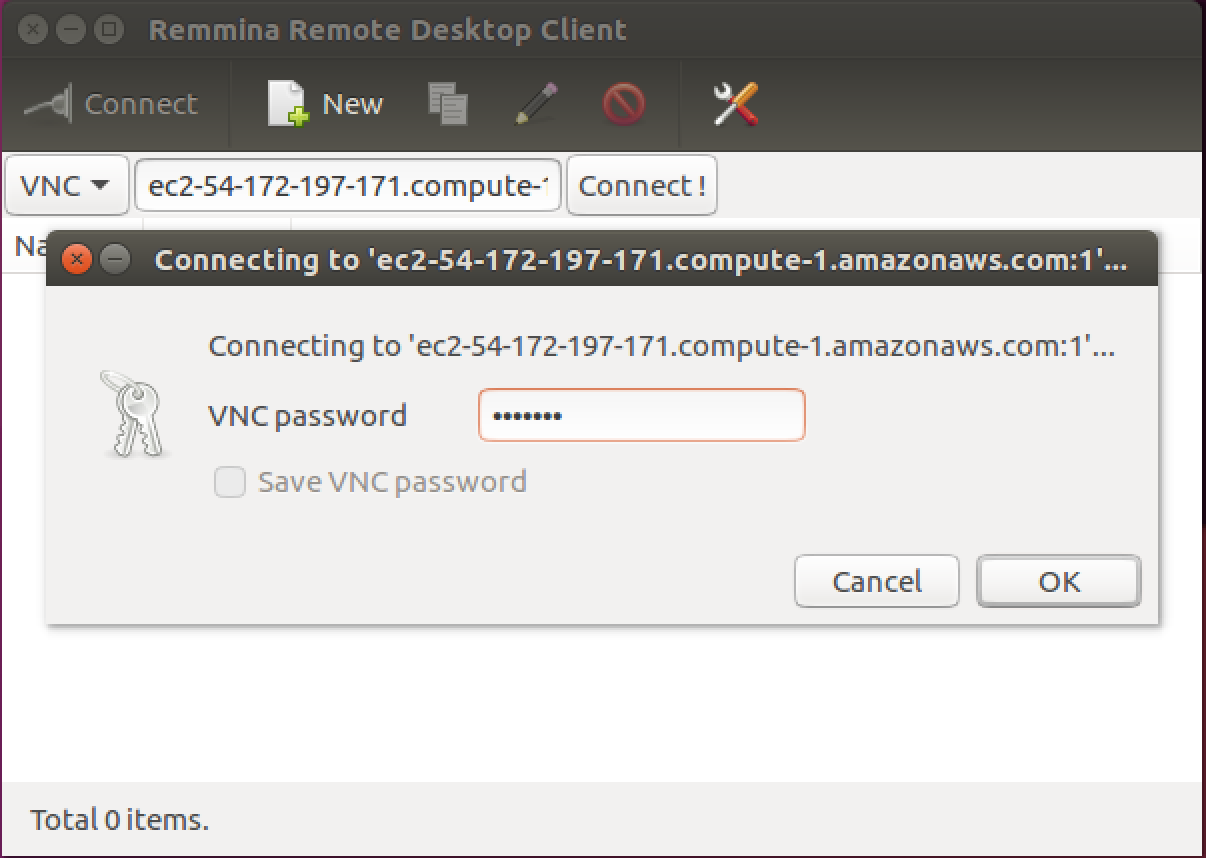 Remmina Remote Desktop Client
Connect New
VNC ec2-54-172-197-171.compute-1 Connect !
Na
Connecting to 'ec2-54-172-197-171.compute-1.amazonaws.com:1'...
Connecting to 'ec2-54-172-197-171.compute-1.amazonaws.com:1'...
VNC password •••••••
Save VNC password
Cancel OK
Total 0 items.